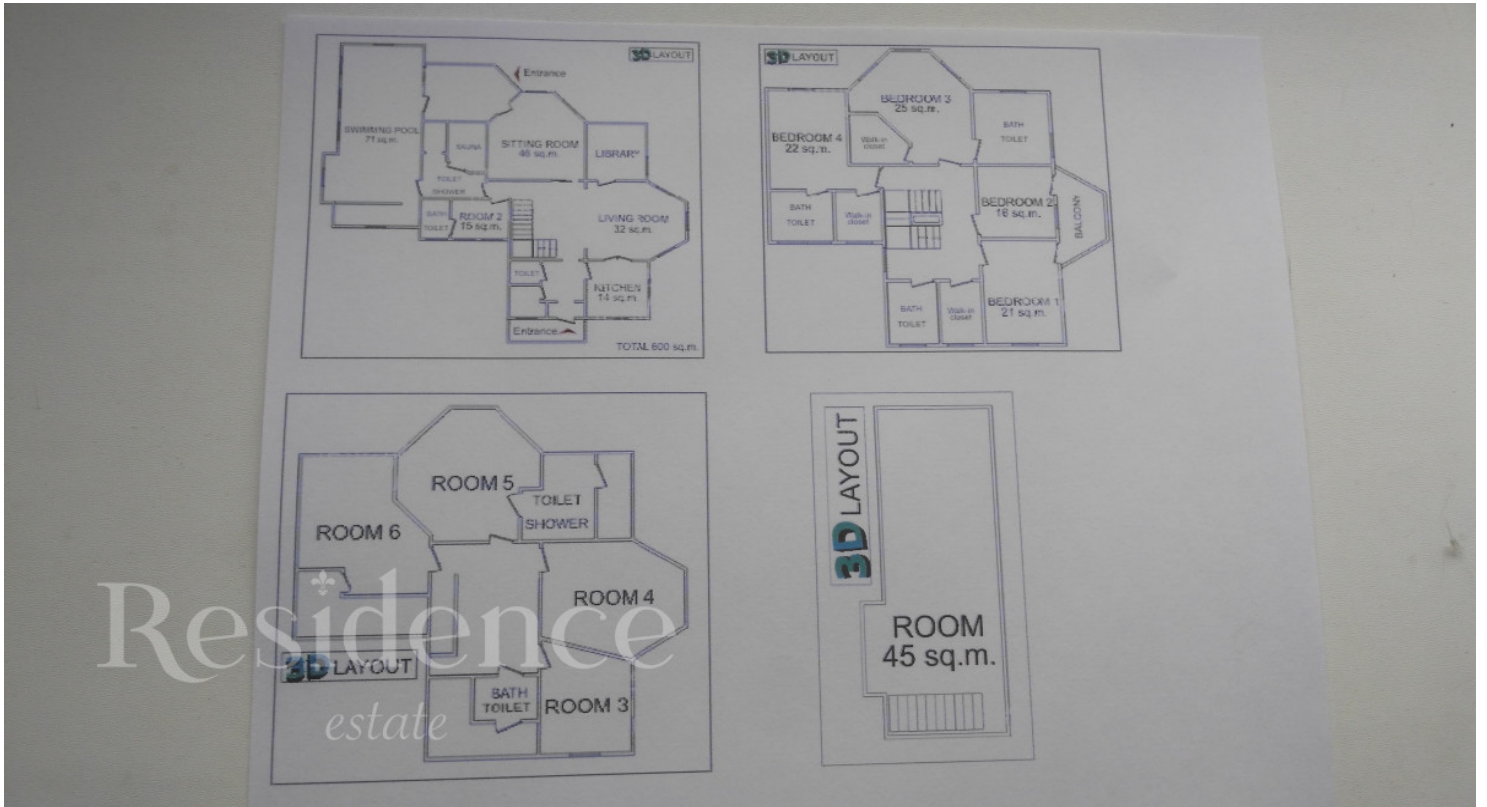 3D LAYOUT
Entrance
SWIMMING POOL
71 sq.m.
SAUNA
SITTING ROOM
46 sq.m.
LIBRARY
TOILET
SHOWER
BATH
TOILET
ROOM 2
15 sq.m.
LIVING ROOM
32 sq.m.
TOILET
KITCHEN
14 sq.m.
Entrance
TOTAL 600 sq.m.
3D LAYOUT
BEDROOM 3
25 sq.m.
BEDROOM 4
22 sq.m.
Walk-in
closet
BATH
TOILET
BATH
TOILET
Walk-in
closet
BEDROOM 2
16 sq.m.
BALCONY
BATH
TOILET
Walk-in
closet
BEDROOM 1
21 sq.m.
ROOM 5
TOILET
SHOWER
ROOM 6
ROOM 4
3D LAYOUT
BATH
TOILET
ROOM 3
3D LAYOUT
ROOM
45 sq.m.
Residence
estate